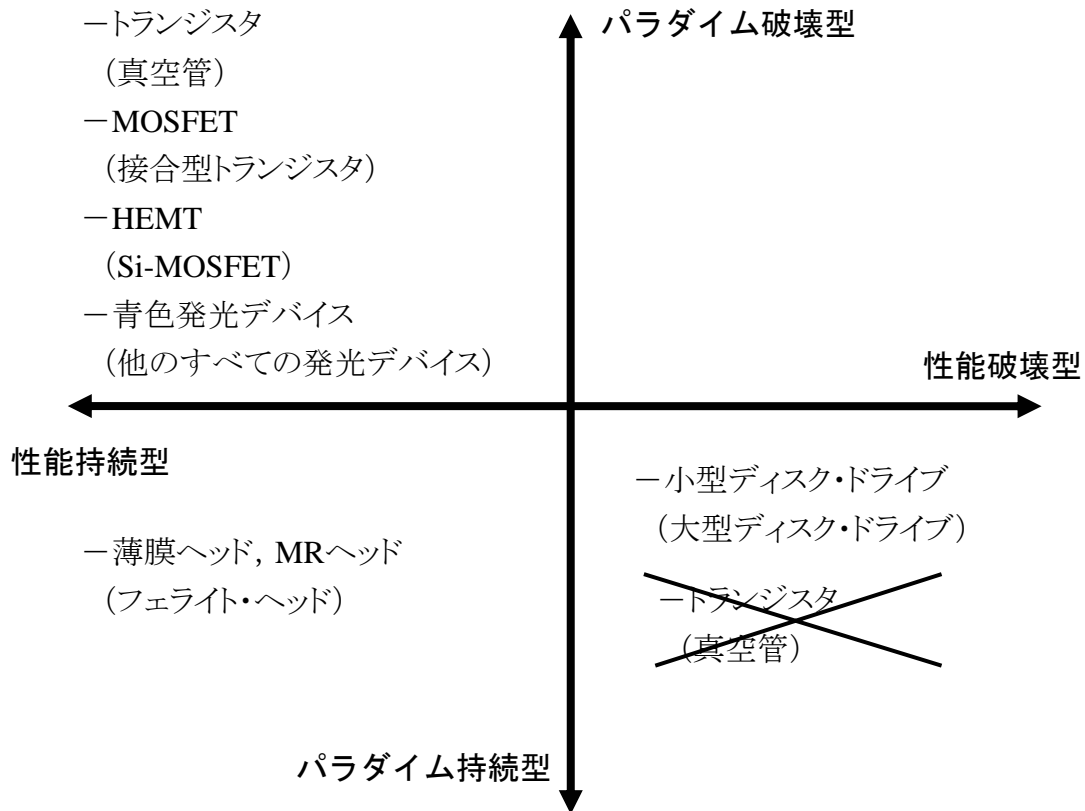 －トランジスタ
(真空管)
－MOSFET
(接合型トランジスタ)
－HEMT
(Si-MOSFET)
－青色発光デバイス
(他のすべての発光デバイス)
パラダイム破壊型
性能破壊型
性能持続型
－薄膜ヘッド, MRヘッド
(フェライト・ヘッド)
－小型ディスク・ドライブ
(大型ディスク・ドライブ)
－トランジスタ
(真空管)
パラダイム持続型